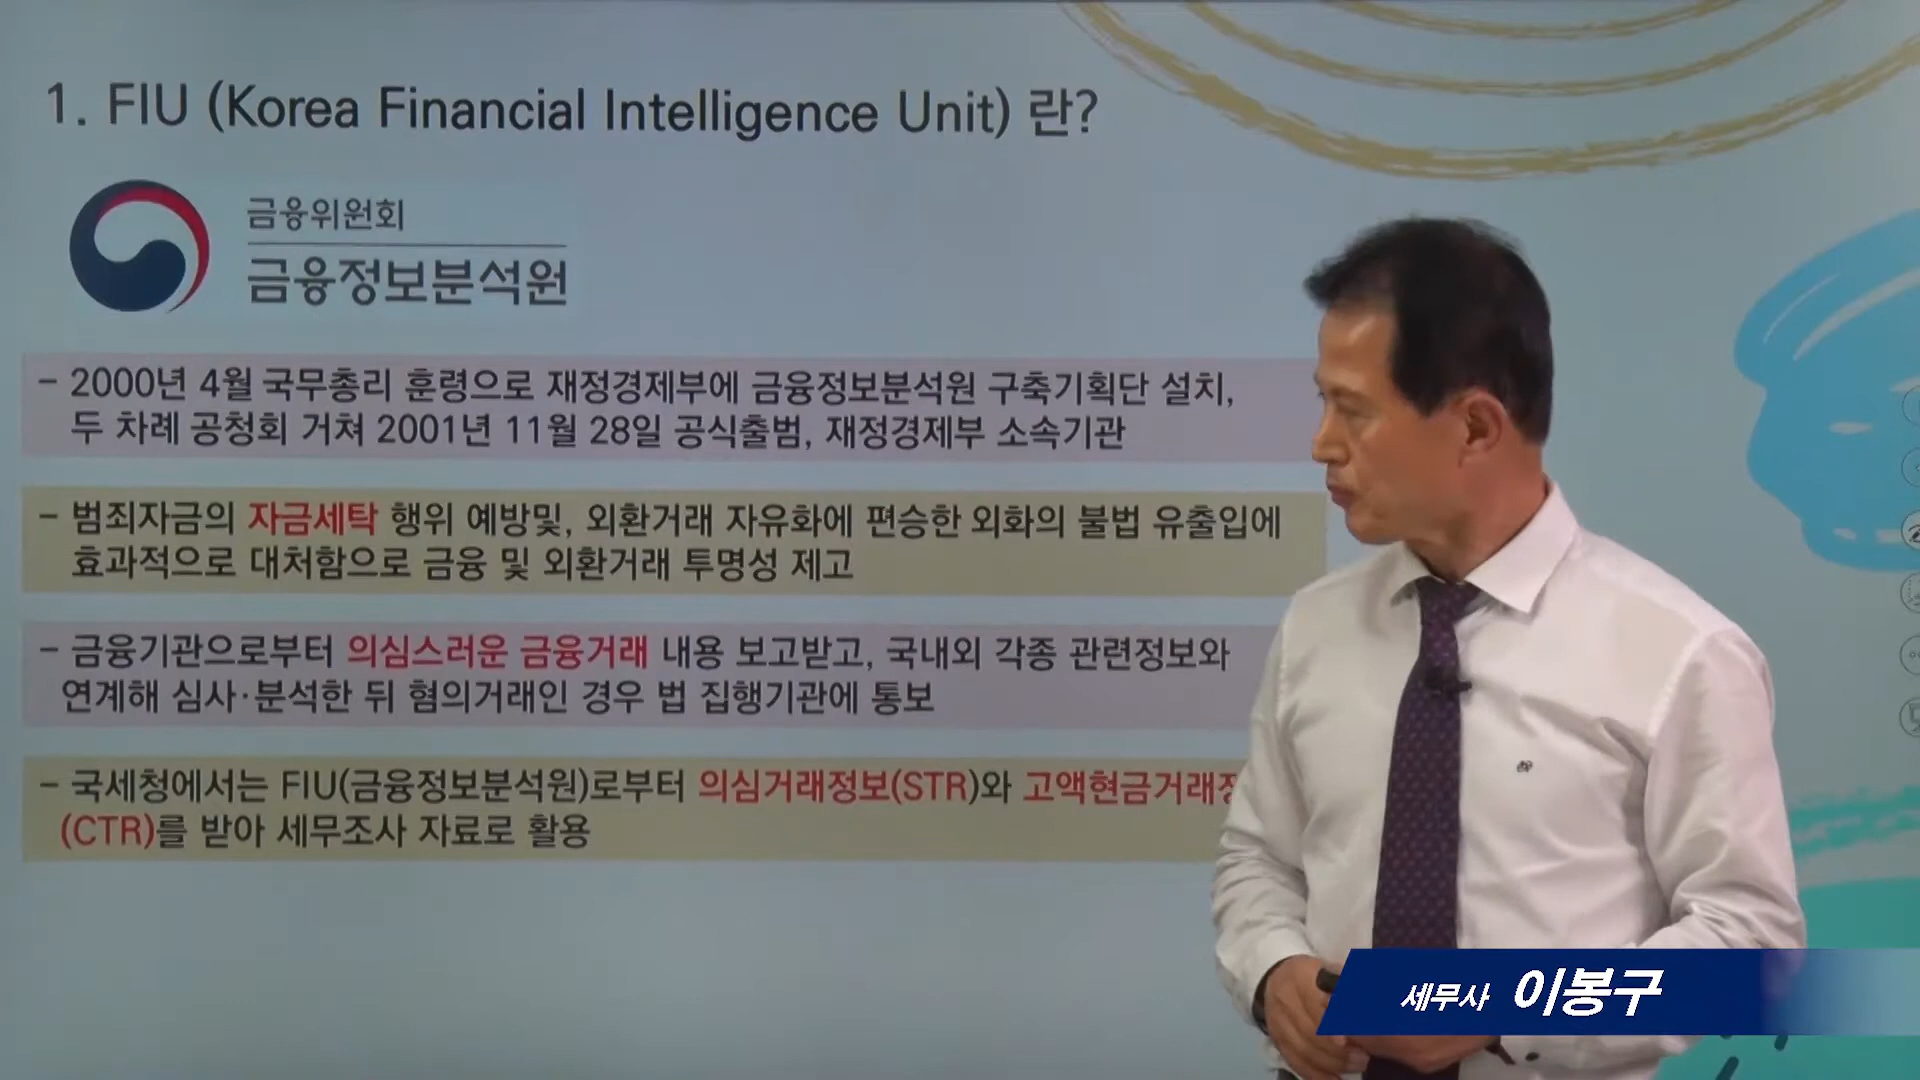 1. FIU (Korea Financial Intelligence Unit) 란?
금융위원회
금융정보분석원
- 2000년 4월 국무총리 훈령으로 재정경제부에 금융정보분석원 구축기획단 설치,
두 차례 공청회 거쳐 2001년 11월 28일 공식출범, 재정경제부 소속기관
- 범죄자금의 자금세탁 행위 예방및, 외환거래 자유화에 편승한 외화의 불법 유출입에
효과적으로 대처함으로 금융 및 외환거래 투명성 제고
- 금융기관으로부터 의심스러운 금융거래 내용 보고받고, 국내외 각종 관련정보와
연계해 심사·분석한 뒤 혐의거래인 경우 법 집행기관에 통보
- 국세청에서는 FIU(금융정보분석원)로부터 의심거래정보(STR)와 고액현금거래정
(CTR)를 받아 세무조사 자료로 활용
세무사 이봉구